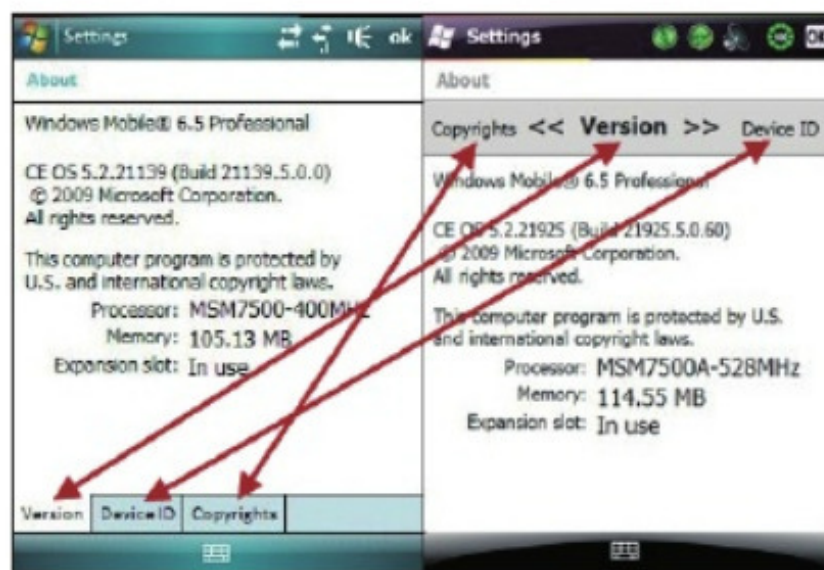 Settings
ok
About
Windows Mobile® 6.5 Professional
CE OS 5.2.21139 (Build 21139.5.0.0)
© 2009 Microsoft Corporation.
All rights reserved.
This computer program is protected by
U.S. and international copyright laws.
Processor: MSM7500-400MHz
Memory: 105.13 MB
Expansion slot: In use
Version Device ID Copyrights
Settings
OK
About
Copyrights << Version >> Device ID
Windows Mobile® 6.5 Professional
CE OS 5.2.21925 (Build 21925.5.0.60)
© 2009 Microsoft Corporation.
All rights reserved.
This computer program is protected by U.S.
and international copyright laws.
Processor: MSM7500A-528MHz
Memory: 114.55 MB
Expansion slot: In use